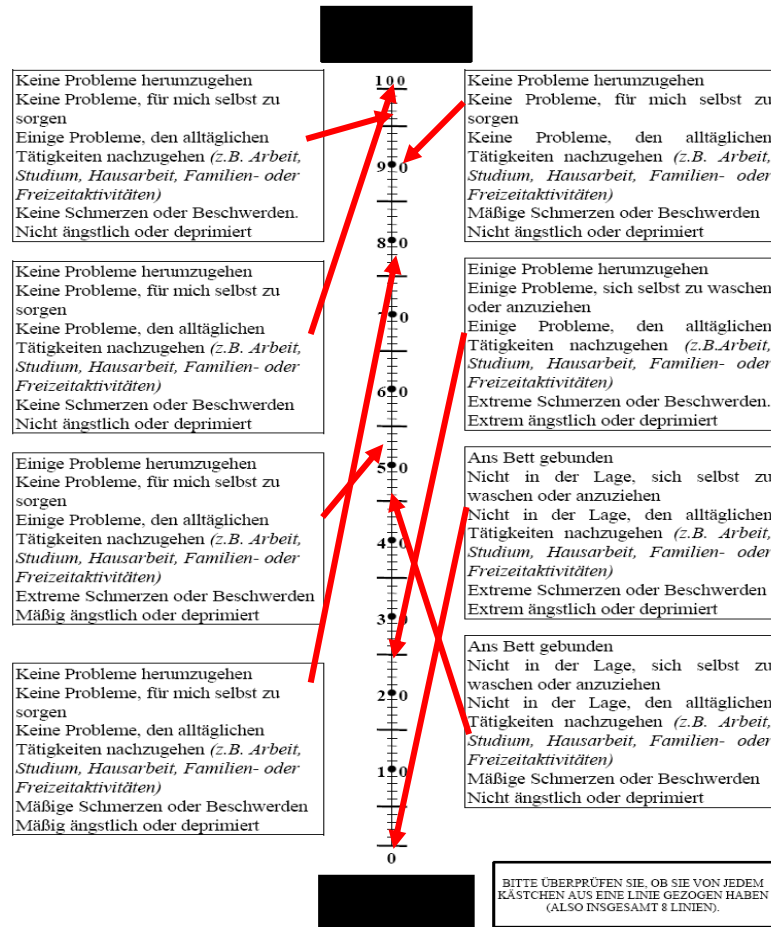 Keine Probleme herumzugehen
Keine Probleme, für mich selbst zu
sorgen
Einige Probleme, den alltäglichen
Tätigkeiten nachzugehen (z.B. Arbeit,
Studium, Hausarbeit, Familien- oder
Freizeitaktivitäten)
Keine Schmerzen oder Beschwerden.
Nicht ängstlich oder deprimiert
Keine Probleme herumzugehen
Keine Probleme, für mich selbst zu
sorgen
Keine Probleme, den alltäglichen
Tätigkeiten nachzugehen (z.B. Arbeit,
Studium, Hausarbeit, Familien- oder
Freizeitaktivitäten)
Keine Schmerzen oder Beschwerden
Nicht ängstlich oder deprimiert
Einige Probleme herumzugehen
Keine Probleme, für mich selbst zu
sorgen
Einige Probleme, den alltäglichen
Tätigkeiten nachzugehen (z.B. Arbeit,
Studium, Hausarbeit, Familien- oder
Freizeitaktivitäten)
Extreme Schmerzen oder Beschwerden
Mäßig ängstlich oder deprimiert
Keine Probleme herumzugehen
Keine Probleme, für mich selbst zu
sorgen
Keine Probleme, den alltäglichen
Tätigkeiten nachzugehen (z.B. Arbeit,
Studium, Hausarbeit, Familien- oder
Freizeitaktivitäten)
Mäßige Schmerzen oder Beschwerden
Mäßig ängstlich oder deprimiert
100
90
80
70
60
50
40
30
20
10
0
Keine Probleme herumzugehen
Keine Probleme, für mich selbst zu
sorgen
Keine Probleme, den alltäglichen
Tätigkeiten nachzugehen (z.B. Arbeit,
Studium, Hausarbeit, Familien- oder
Freizeitaktivitäten)
Mäßige Schmerzen oder Beschwerden
Nicht ängstlich oder deprimiert
Einige Probleme herumzugehen
Einige Probleme, sich selbst zu waschen
oder anzuziehen
Einige Probleme, den alltäglichen
Tätigkeiten nachzugehen (z.B.Arbeit,
Studium, Hausarbeit, Familien- oder
Freizeitaktivitäten)
Extreme Schmerzen oder Beschwerden.
Extrem ängstlich oder deprimiert
Ans Bett gebunden
Nicht in der Lage, sich selbst zu
waschen oder anzuziehen
Nicht in der Lage, den alltäglichen
Tätigkeiten nachzugehen (z.B. Arbeit,
Studium, Hausarbeit, Familien- oder
Freizeitaktivitäten)
Extreme Schmerzen oder Beschwerden
Extrem ängstlich oder deprimiert
Ans Bett gebunden
Nicht in der Lage, sich selbst zu
waschen oder anzuziehen
Nicht in der Lage, den alltäglichen
Tätigkeiten nachzugehen (z.B. Arbeit,
Studium, Hausarbeit, Familien- oder
Freizeitaktivitäten)
Mäßige Schmerzen oder Beschwerden
Nicht ängstlich oder deprimiert
BITTE ÜBERPRÜFEN SIE, OB SIE VON JEDEM
KÄSTCHEN AUS EINE LINIE GEZOGEN HABEN
(ALSO INSGESAMT 8 LINIEN).